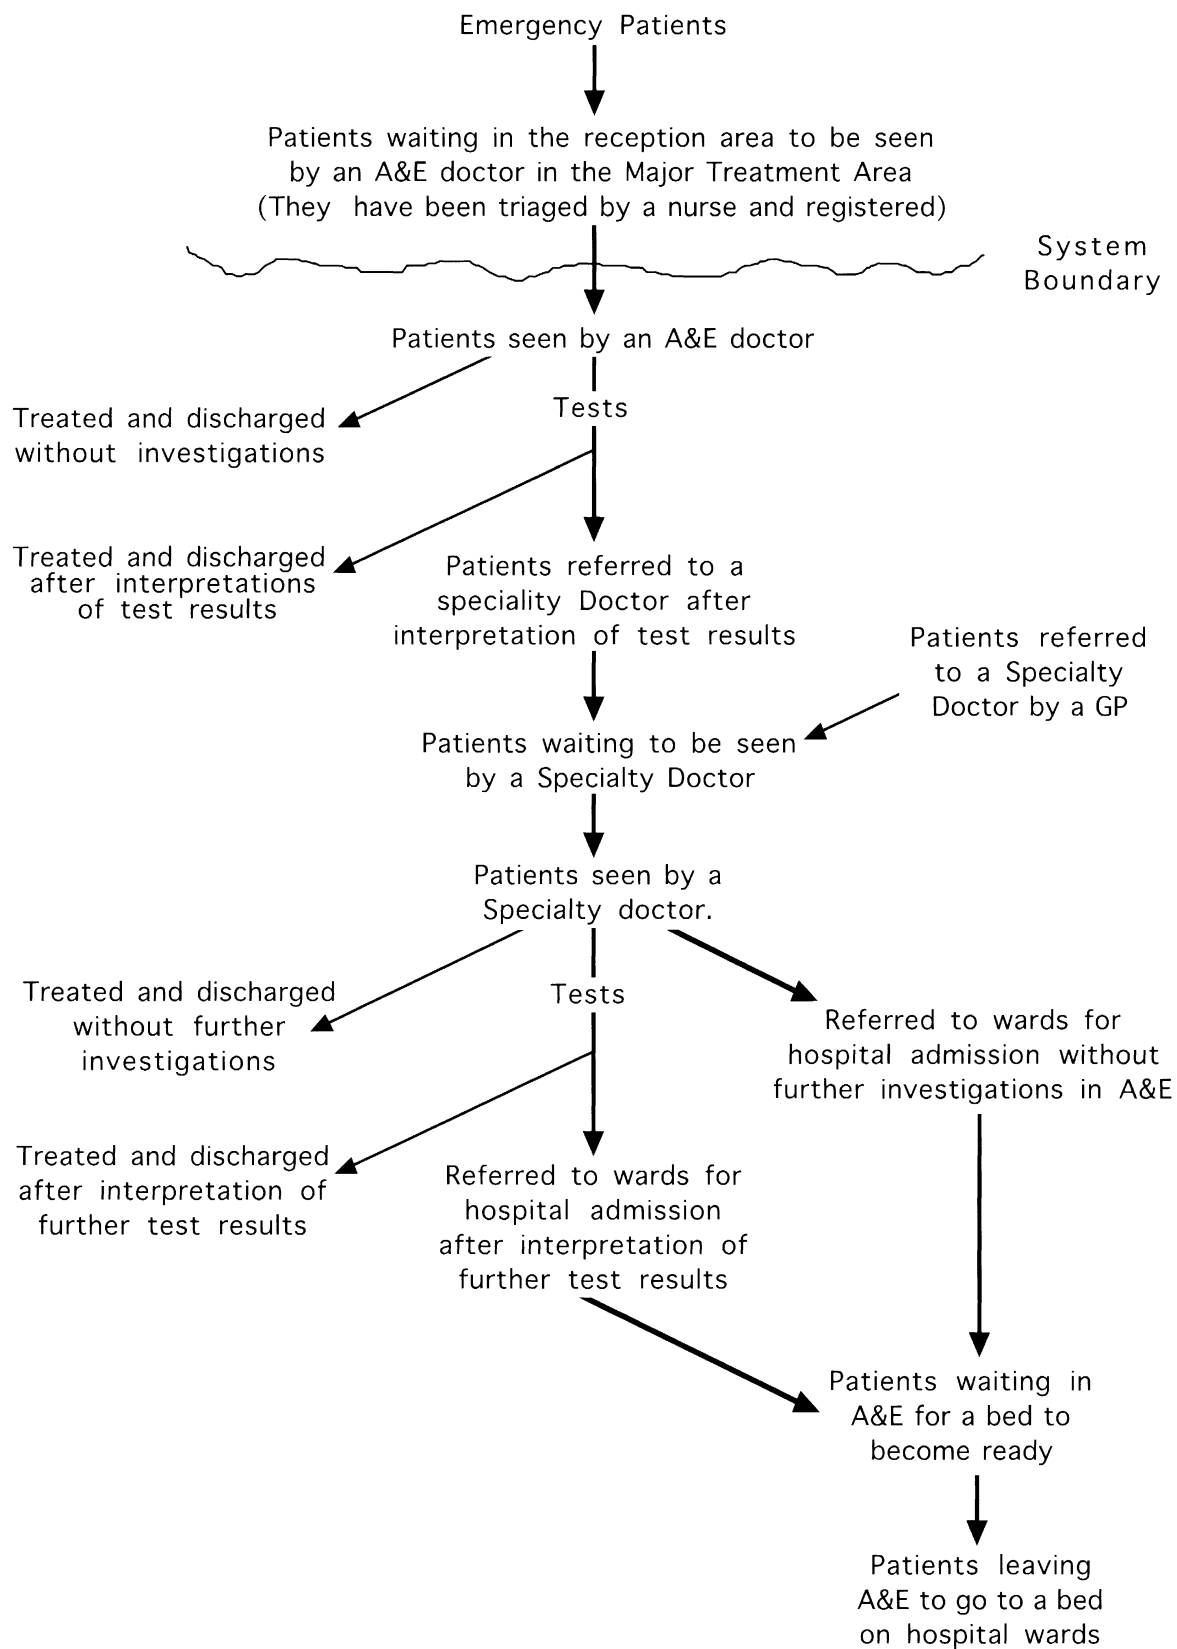 Emergency Patients
Patients waiting in the reception area to be seen
by an A&E doctor in the Major Treatment Area
(They have been triaged by a nurse and registered)
System
Boundary
Patients seen by an A&E doctor
Tests
Treated and discharged
without investigations
Treated and discharged
after interpretations
of test results
Patients referred to a
speciality Doctor after
interpretation of test results
Patients referred
to a Specialty
Doctor by a GP
Patients waiting to be seen
by a Specialty Doctor
Patients seen by a
Specialty doctor.
Treated and discharged
without further
investigations
Tests
Referred to wards for
hospital admission without
further investigations in A&E
Treated and discharged
after interpretation of
further test results
Referred to wards for
hospital admission
after interpretation of
further test results
Patients waiting in
A&E for a bed to
become ready
Patients leaving
A&E to go to a bed
on hospital wards